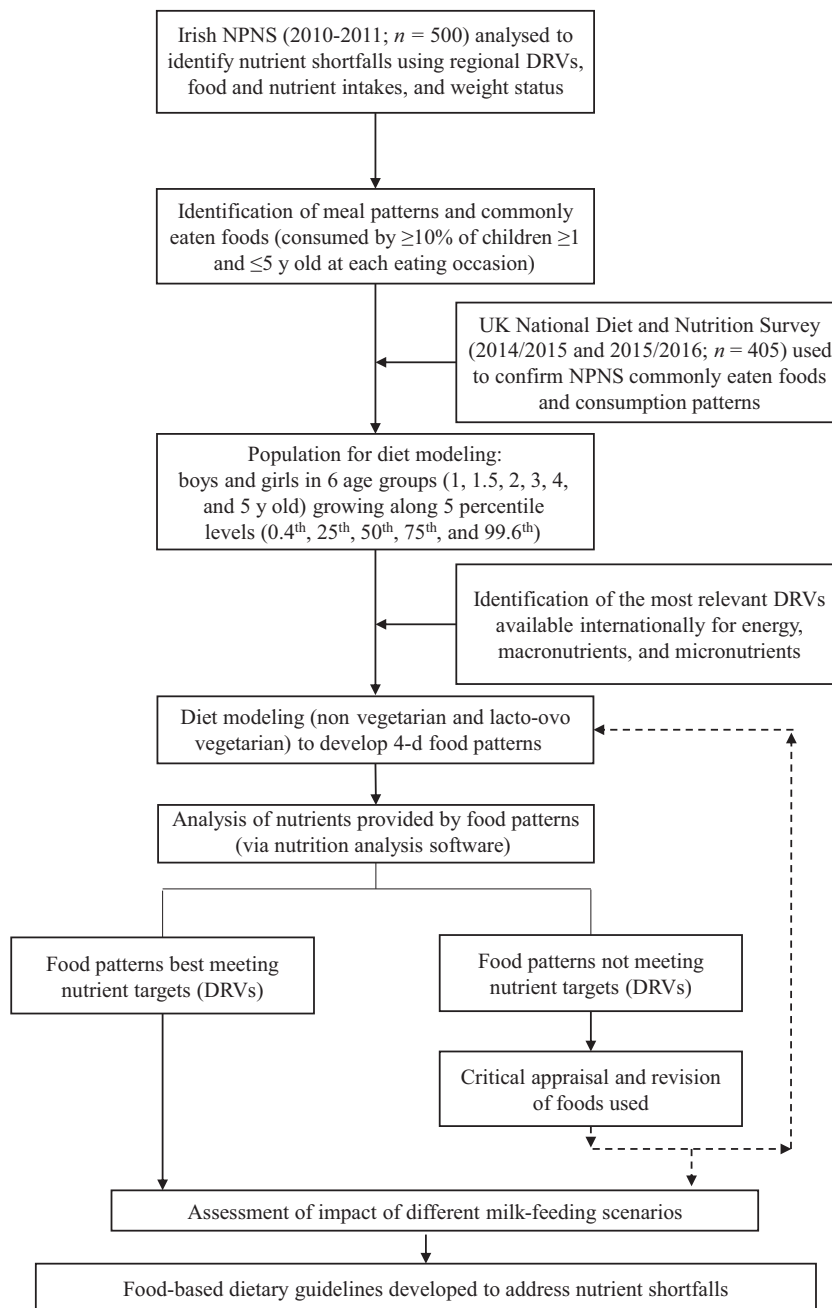 Irish NPNS (2010-2011; n = 500) analysed to
identify nutrient shortfalls using regional DRVs,
food and nutrient intakes, and weight status
Identification of meal patterns and commonly
eaten foods (consumed by ≥10% of children ≥1
and ≤5 y old at each eating occasion)
UK National Diet and Nutrition Survey
(2014/2015 and 2015/2016; n = 405) used
to confirm NPNS commonly eaten foods
and consumption patterns
Population for diet modeling:
boys and girls in 6 age groups (1, 1.5, 2, 3, 4,
and 5 y old) growing along 5 percentile
levels (0.4th, 25th, 50th, 75th, and 99.6th)
Identification of the most relevant DRVs
available internationally for energy,
macronutrients, and micronutrients
Diet modeling (non vegetarian and lacto-ovo
vegetarian) to develop 4-d food patterns
Analysis of nutrients provided by food patterns
(via nutrition analysis software)
Food patterns best meeting
nutrient targets (DRVs)
Food patterns not meeting
nutrient targets (DRVs)
Critical appraisal and revision
of foods used
Assessment of impact of different milk-feeding scenarios
Food-based dietary guidelines developed to address nutrient shortfalls